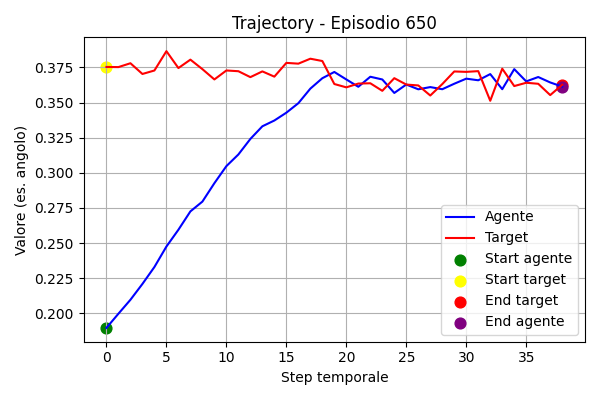 Trajectory - Episodio 650
Valore (es. angolo)
0.375
0.350
0.325
0.300
0.275
0.250
0.225
0.200
Agente
Target
Start agente
Start target
End target
End agente
0 5 10 15 20 25 30 35
Step temporale